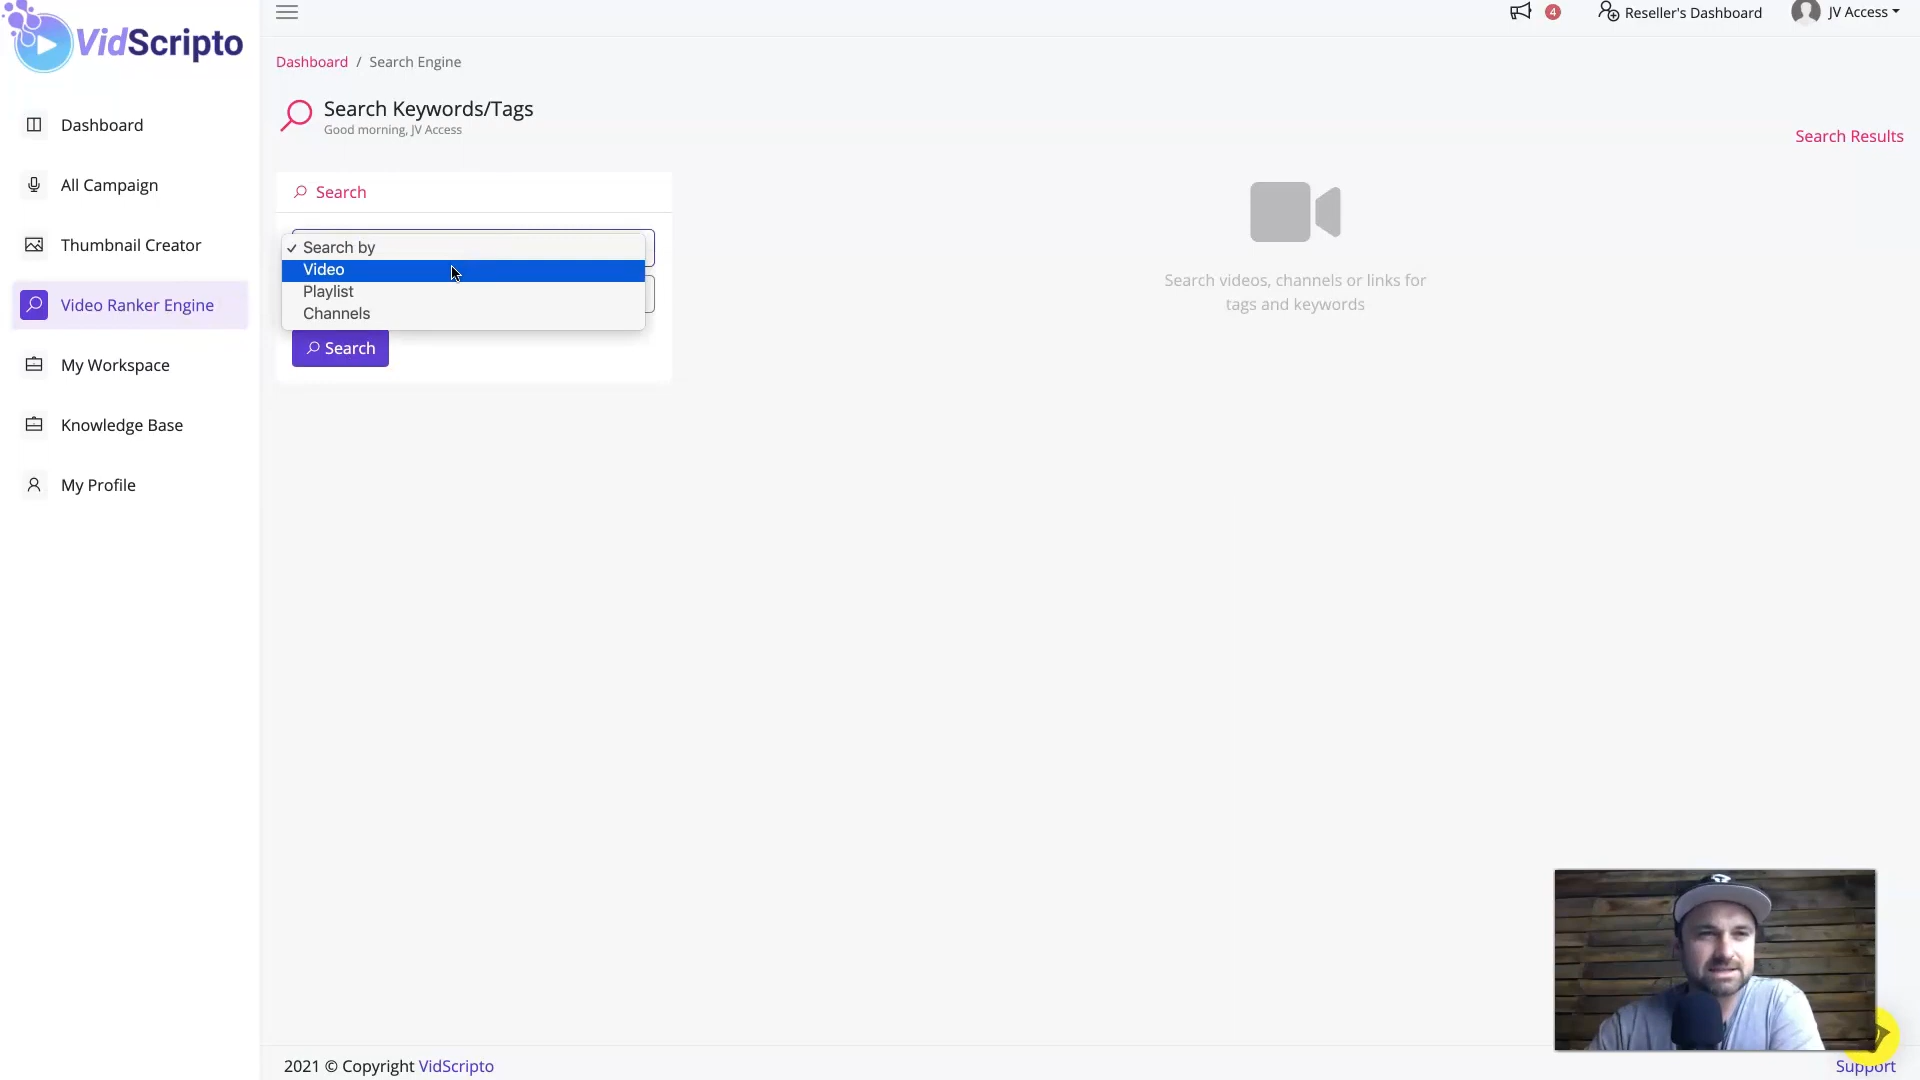 VidScripto
4
Reseller's Dashboard
JV Access
Dashboard / Search Engine
Search Keywords/Tags
Good morning, JV Access
Search Results
Dashboard
All Campaign
Thumbnail Creator
Video Ranker Engine
My Workspace
Knowledge Base
My Profile
Search
Search by
Video
Playlist
Channels
Search
Search videos, channels or links for
tags and keywords
2021 © Copyright VidScripto
Support